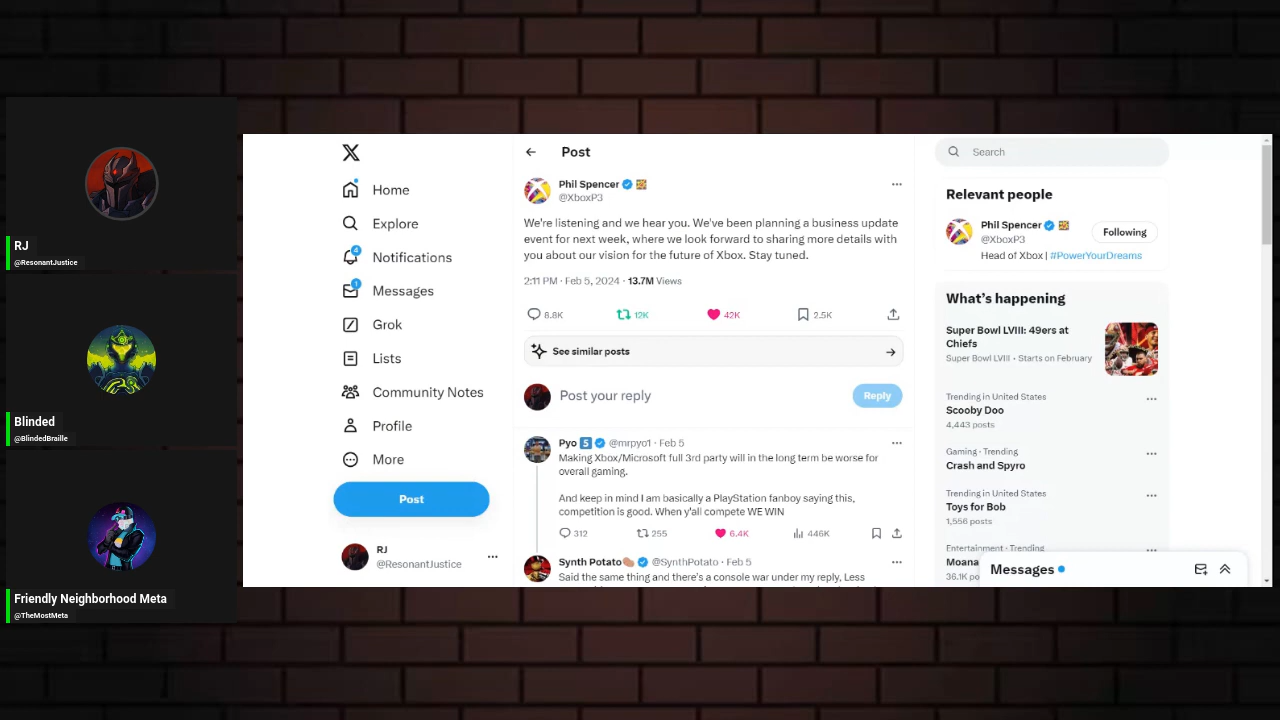 RJ
@ResonantJustice
Blinded
@BlindedBraille
Friendly Neighborhood Meta
@TheMostMeta
Home
Explore
4
Notifications
1
Messages
Grok
Lists
Community Notes
Profile
More
Post
RJ
@ResonantJustice
Post
Phil Spencer
@XboxP3
We're listening and we hear you. We've been planning a business update
event for next week, where we look forward to sharing more details with
you about our vision for the future of Xbox. Stay tuned.
2:11 PM · Feb 5, 2024 · 13.7M Views
8.8K 12K 42K 2.5K
See similar posts
Post your reply
Reply
Pyo 5 @mrpyo1 · Feb 5
Making Xbox/Microsoft full 3rd party will in the long term be worse for
overall gaming.
And keep in mind I am basically a PlayStation fanboy saying this,
competition is good. When y'all compete WE WIN
312 255 6.4K 446K
Synth Potato @SynthPotato · Feb 5
Said the same thing and there's a console war under my reply, Less
Search
Relevant people
Phil Spencer
@XboxP3
Following
Head of Xbox | #PowerYourDreams
What's happening
Super Bowl LVIII: 49ers at
Chiefs
Super Bowl LVIII · Starts on February
Trending in United States
Scooby Doo
4,443 posts
Gaming · Trending
Crash and Spyro
Trending in United States
Toys for Bob
1,556 posts
Entertainment · Trending
Moana
36.1K po
Messages